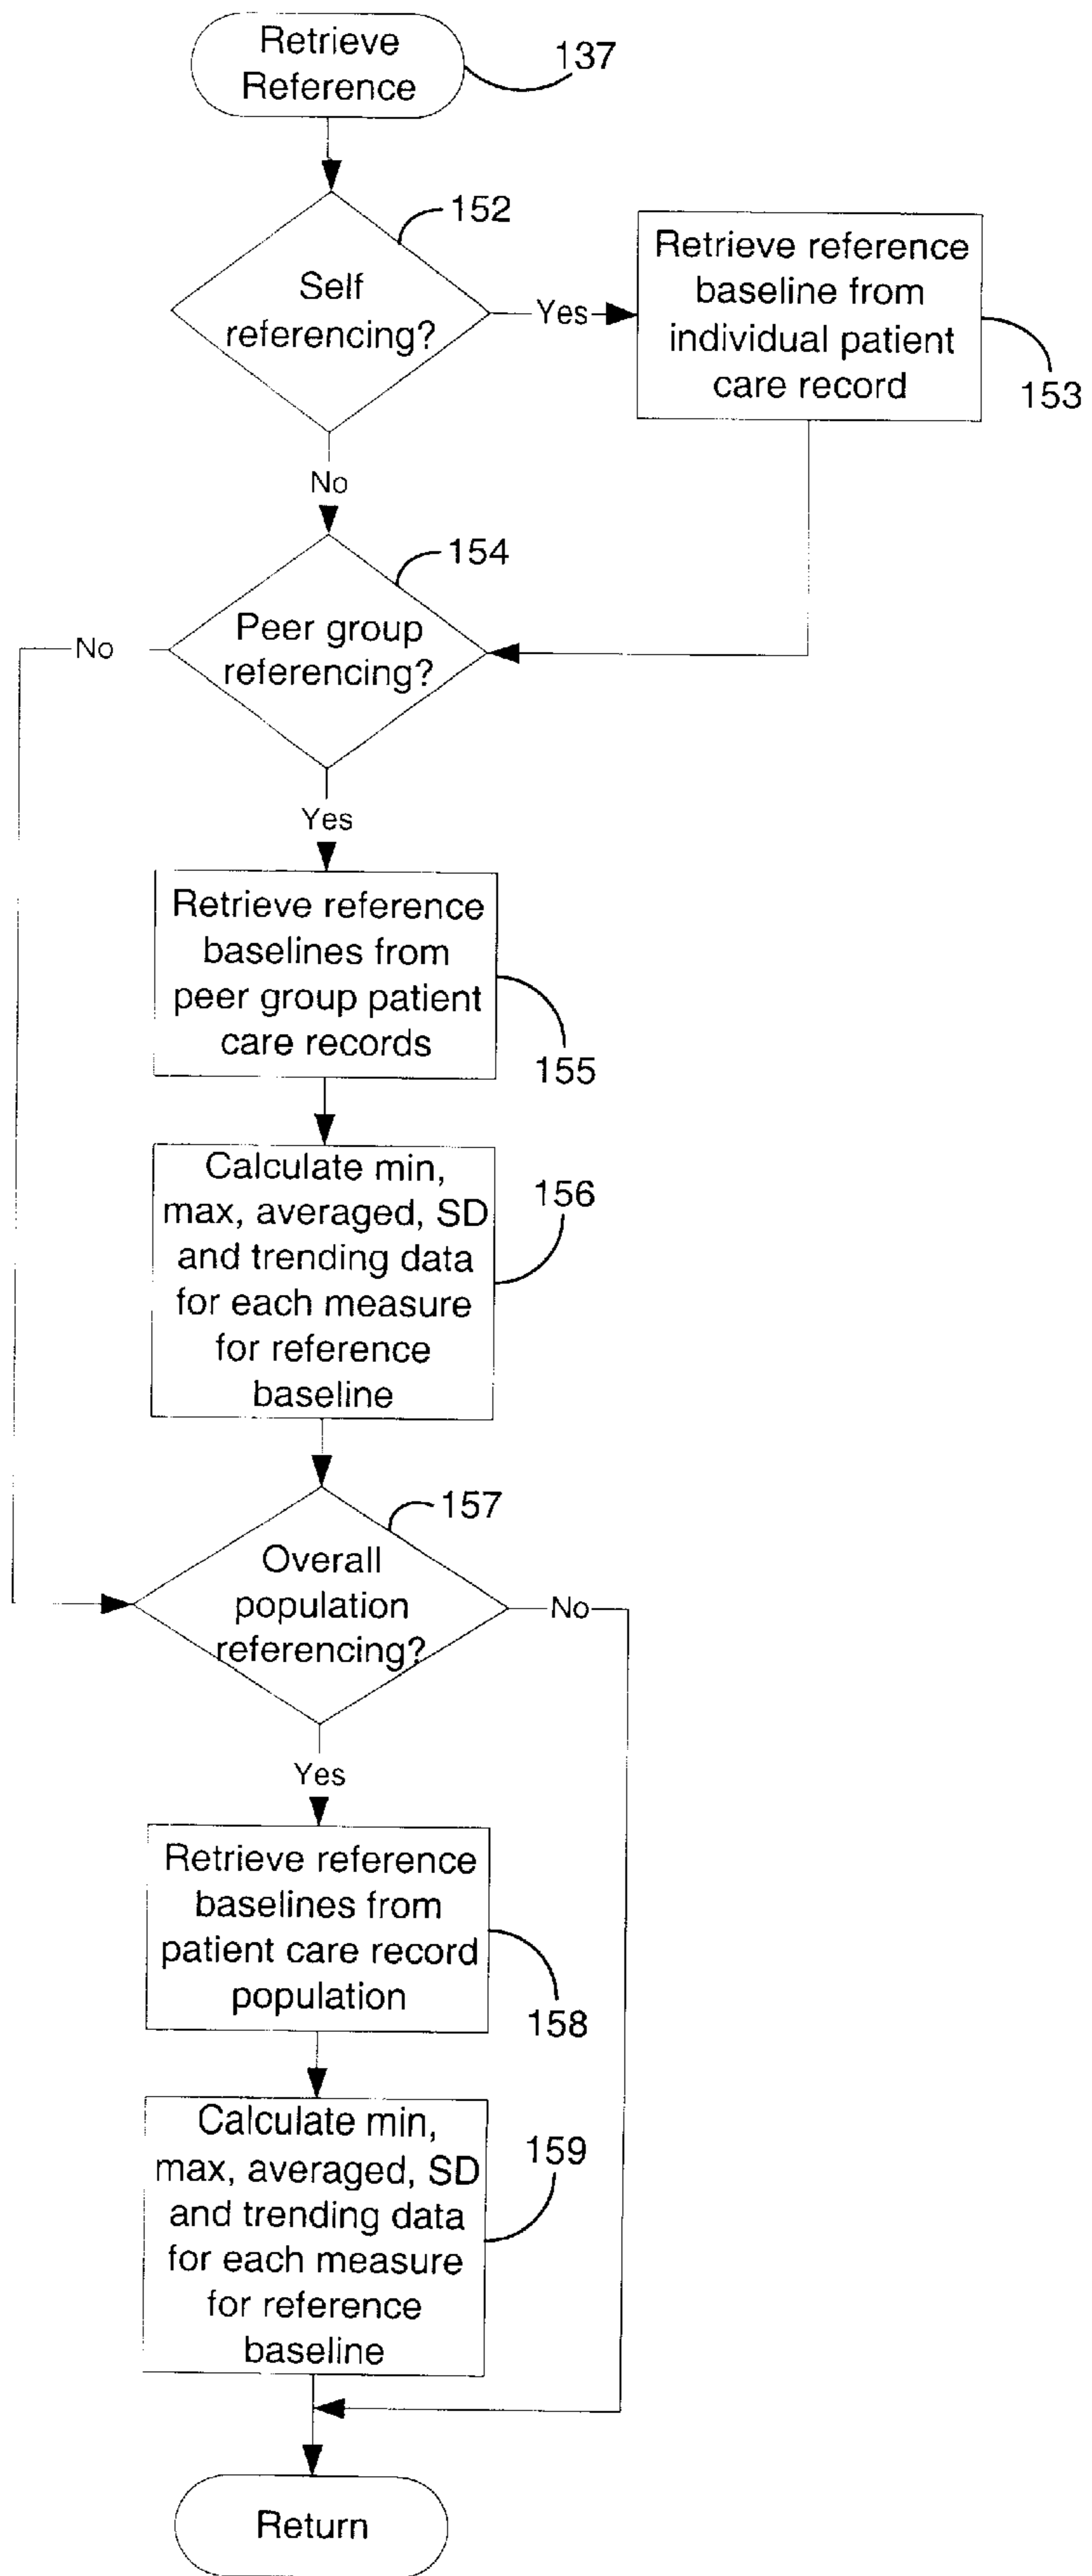 Retrieve
Reference
137
152
Self
referencing?
Yes
Retrieve reference
baseline from
individual patient
care record
153
No
154
Peer group
referencing?
No
Yes
Retrieve reference
baselines from
peer group patient
care records
155
Calculate min,
max, averaged, SD
and trending data
for each measure
for reference
baseline
156
157
Overall
population
referencing?
No
Yes
Retrieve reference
baselines from
patient care record
population
158
Calculate min,
max, averaged, SD
and trending data
for each measure
for reference
baseline
159
Return